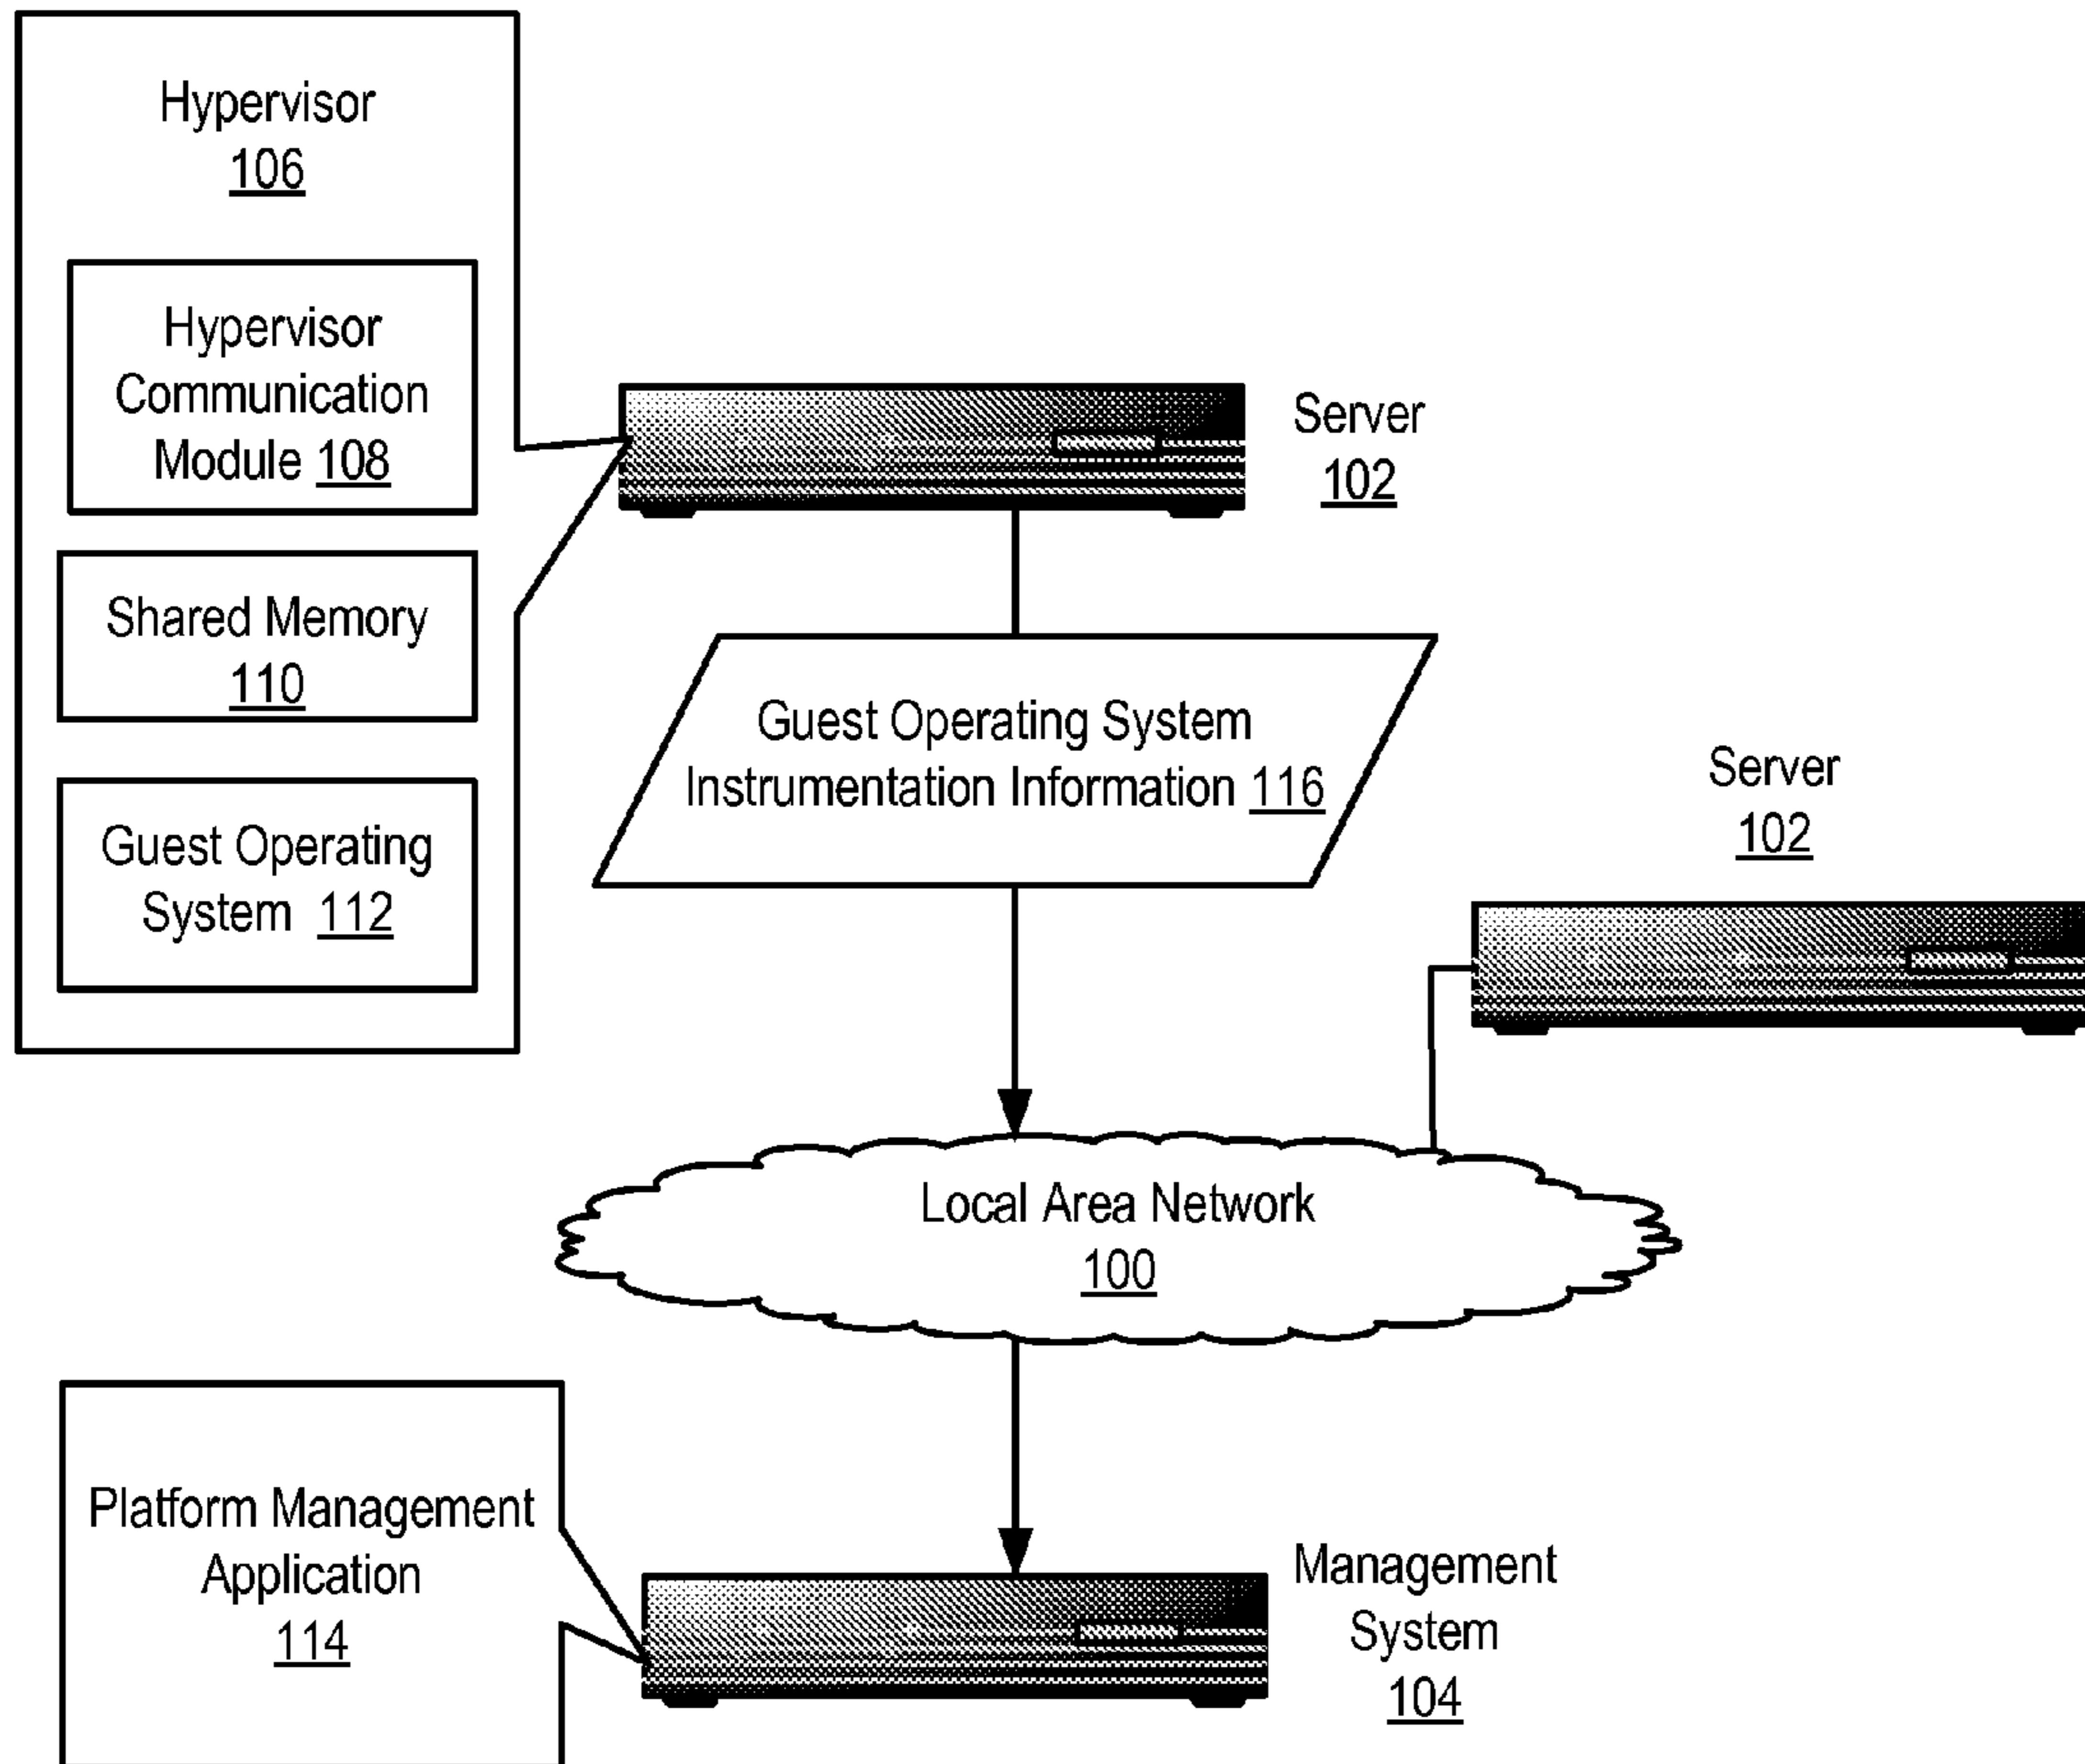 Hypervisor
106
Hypervisor
Communication
Module 108
Shared Memory
110
Guest Operating
System 112
Server
102
Guest Operating System
Instrumentation Information 116
Server
102
Local Area Network
100
Platform Management
Application
114
Management
System
104